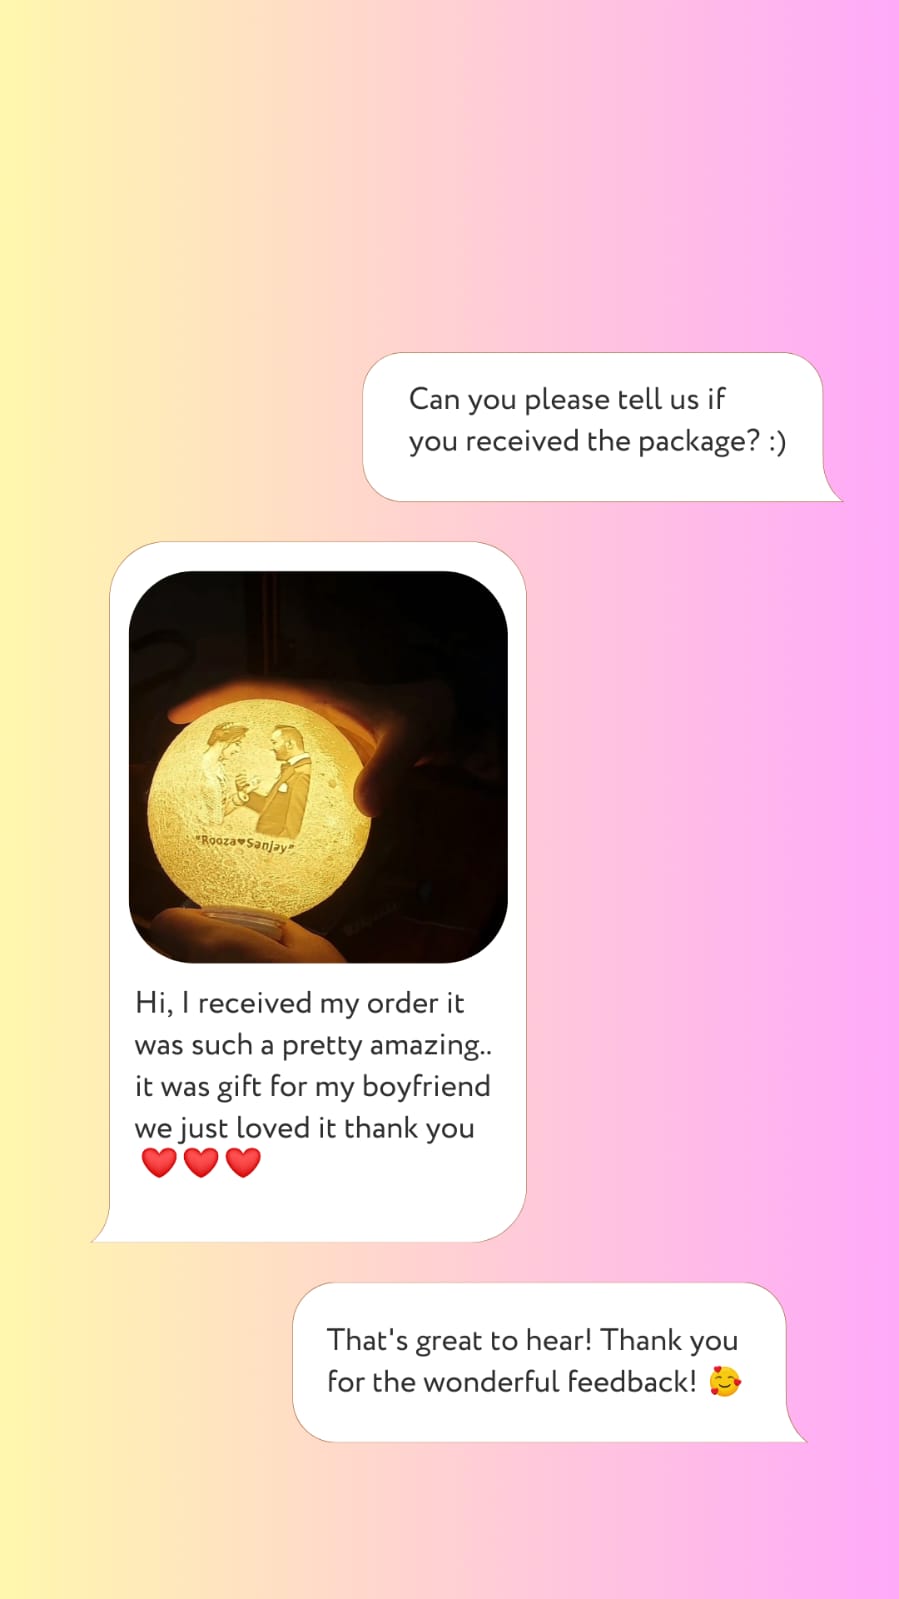 Can you please tell us if
you received the package? :)
"Rooza♥Sanjay"
Hi, I received my order it
was such a pretty amazing..
it was gift for my boyfriend
we just loved it thank you
❤️❤️❤️
That's great to hear! Thank you
for the wonderful feedback! 🥰